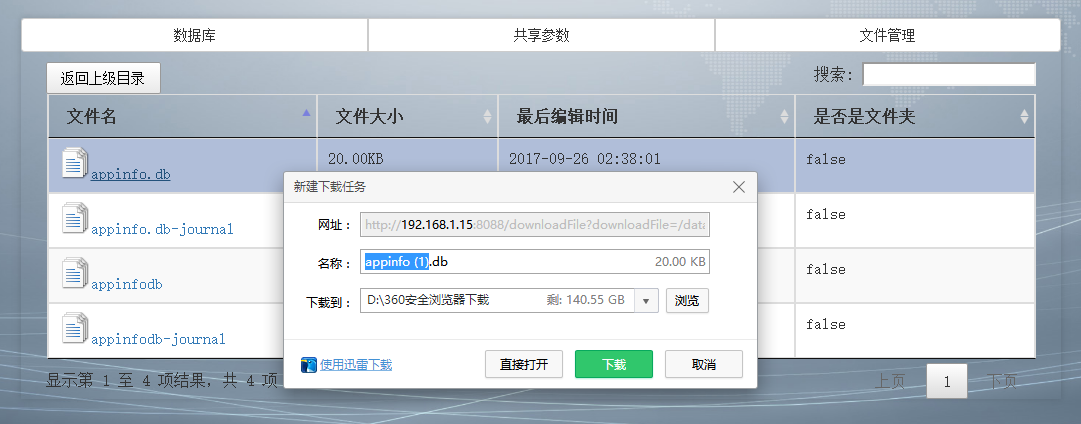 数据库 共享参数 文件管理
返回上级目录 搜索：
文件名 文件大小 最后编辑时间 是否是文件夹
appinfo.db 20.00KB 2017-09-26 02:38:01 false
新建下载任务
appinfo.db-journal false
网址： http://192.168.1.15:8088/downloadFile?downloadFile=/data
名称： appinfo (1).db 20.00 KB
appinfodb false
下载到： D:\360安全浏览器下载 剩: 140.55 GB 浏览
appinfodb-journal false
使用迅雷下载 直接打开 下载 取消
显示第 1 至 4 项结果，共 4 项 上页 1 下页